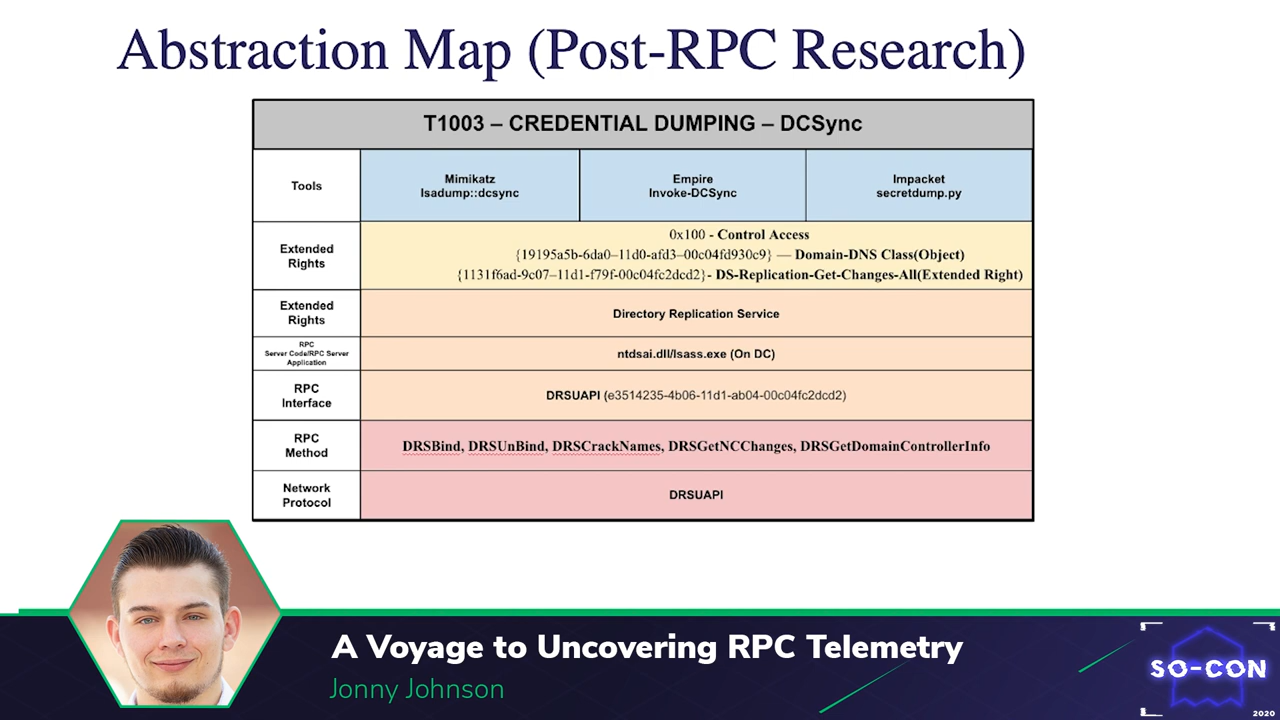 Abstraction Map (Post-RPC Research)
T1003 – CREDENTIAL DUMPING – DCSync
Tools
Mimikatz
lsadump::dcsync
Empire
Invoke-DCSync
Impacket
secretdump.py
Extended
Rights
0x100 - Control Access
{19195a5b-6da0–11d0-afd3–00c04fd930c9} — Domain-DNS Class(Object)
{1131f6ad-9c07–11d1-f79f-00c04fc2dcd2}- DS-Replication-Get-Changes-All(Extended Right)
Extended
Rights
Directory Replication Service
RPC
Server Code/RPC Server
Application
ntdsai.dll/lsass.exe (On DC)
RPC
Interface
DRSUAPI (e3514235-4b06-11d1-ab04-00c04fc2dcd2)
RPC
Method
DRSBind, DRSUnBind, DRSCrackNames, DRSGetNCChanges, DRSGetDomainControllerInfo
Network
Protocol
DRSUAPI
A Voyage to Uncovering RPC Telemetry
Jonny Johnson
SO-CON
2020